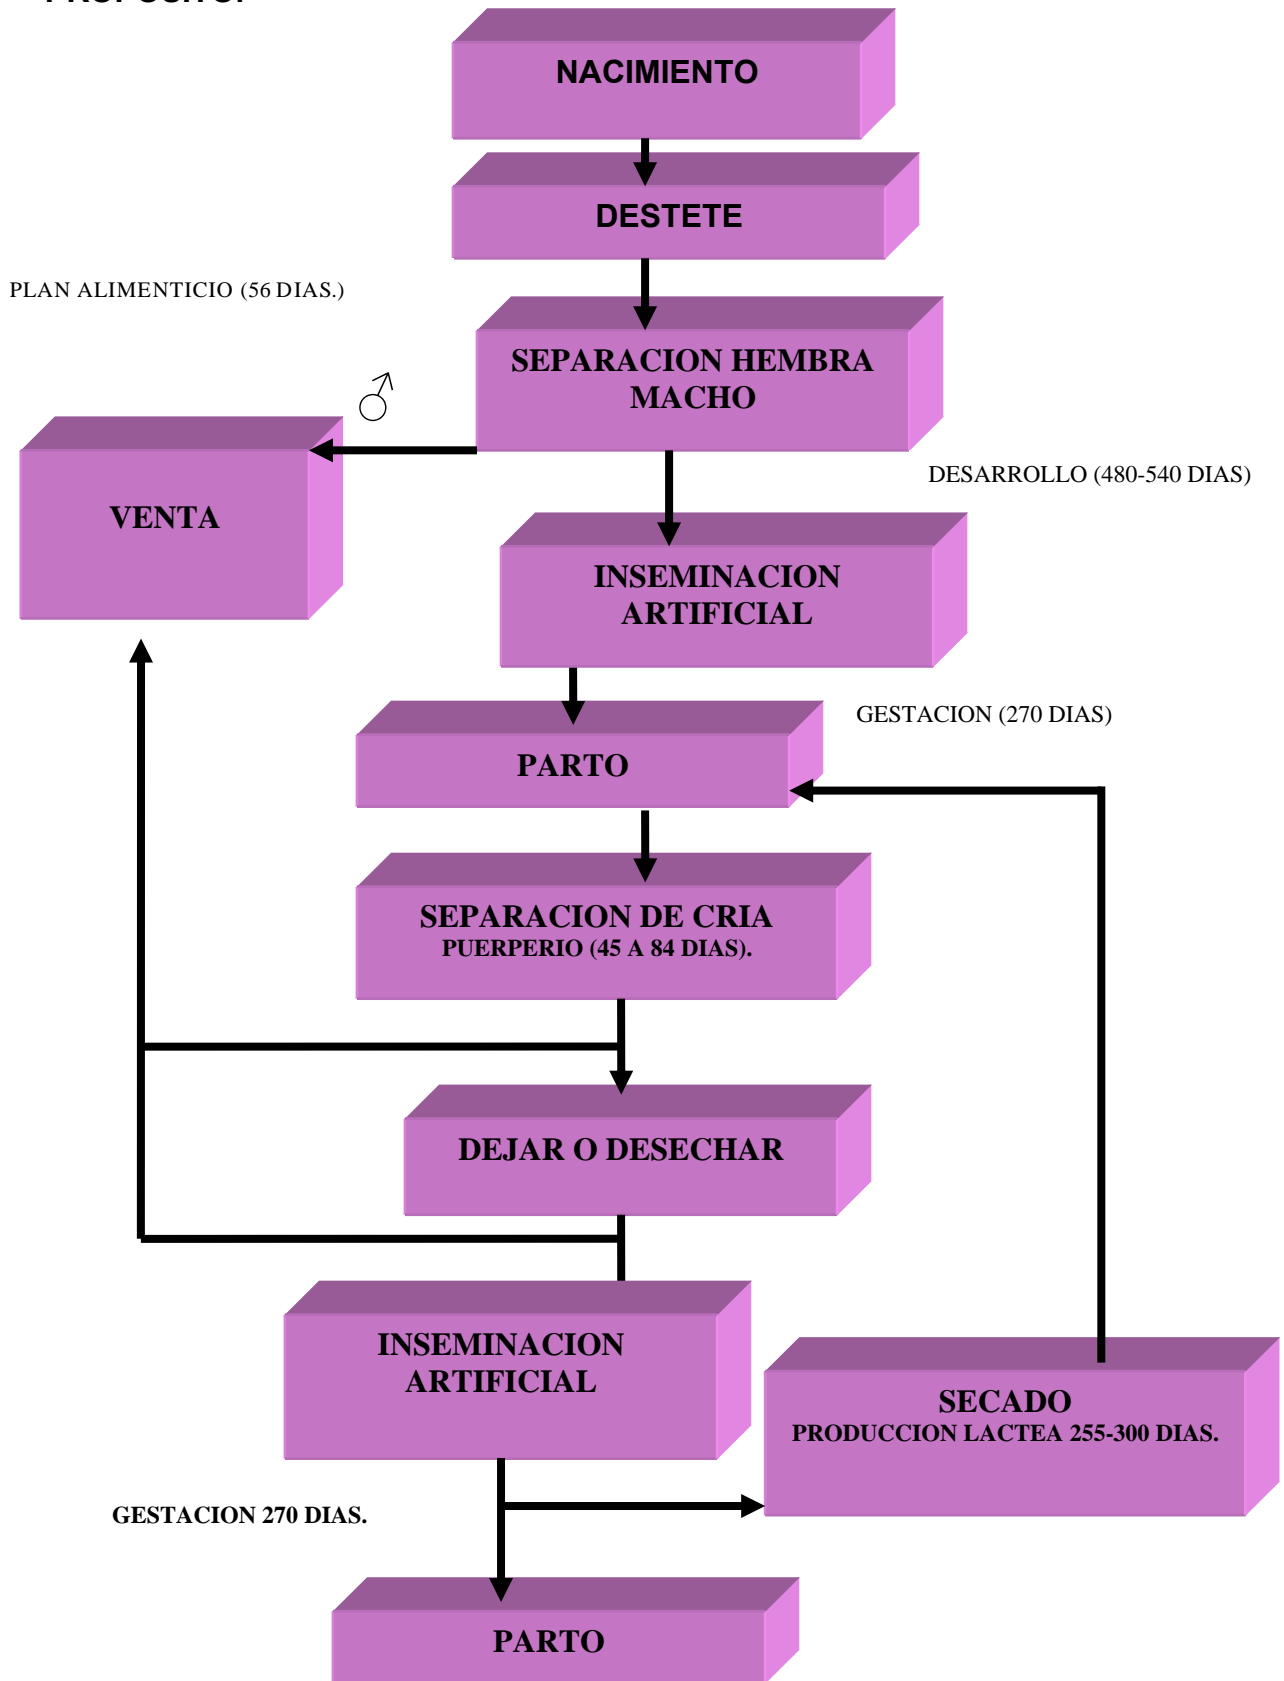 NACIMIENTO
DESTETE
PLAN ALIMENTICIO (56 DIAS.)
SEPARACION HEMBRA
MACHO
VENTA
DESARROLLO (480-540 DIAS)
INSEMINACION
ARTIFICIAL
GESTACION (270 DIAS)
PARTO
SEPARACION DE CRIA
PUERPERIO (45 A 84 DIAS).
DEJAR O DESECHAR
INSEMINACION
ARTIFICIAL
SECADO
PRODUCCION LACTEA 255-300 DIAS.
GESTACION 270 DIAS.
PARTO